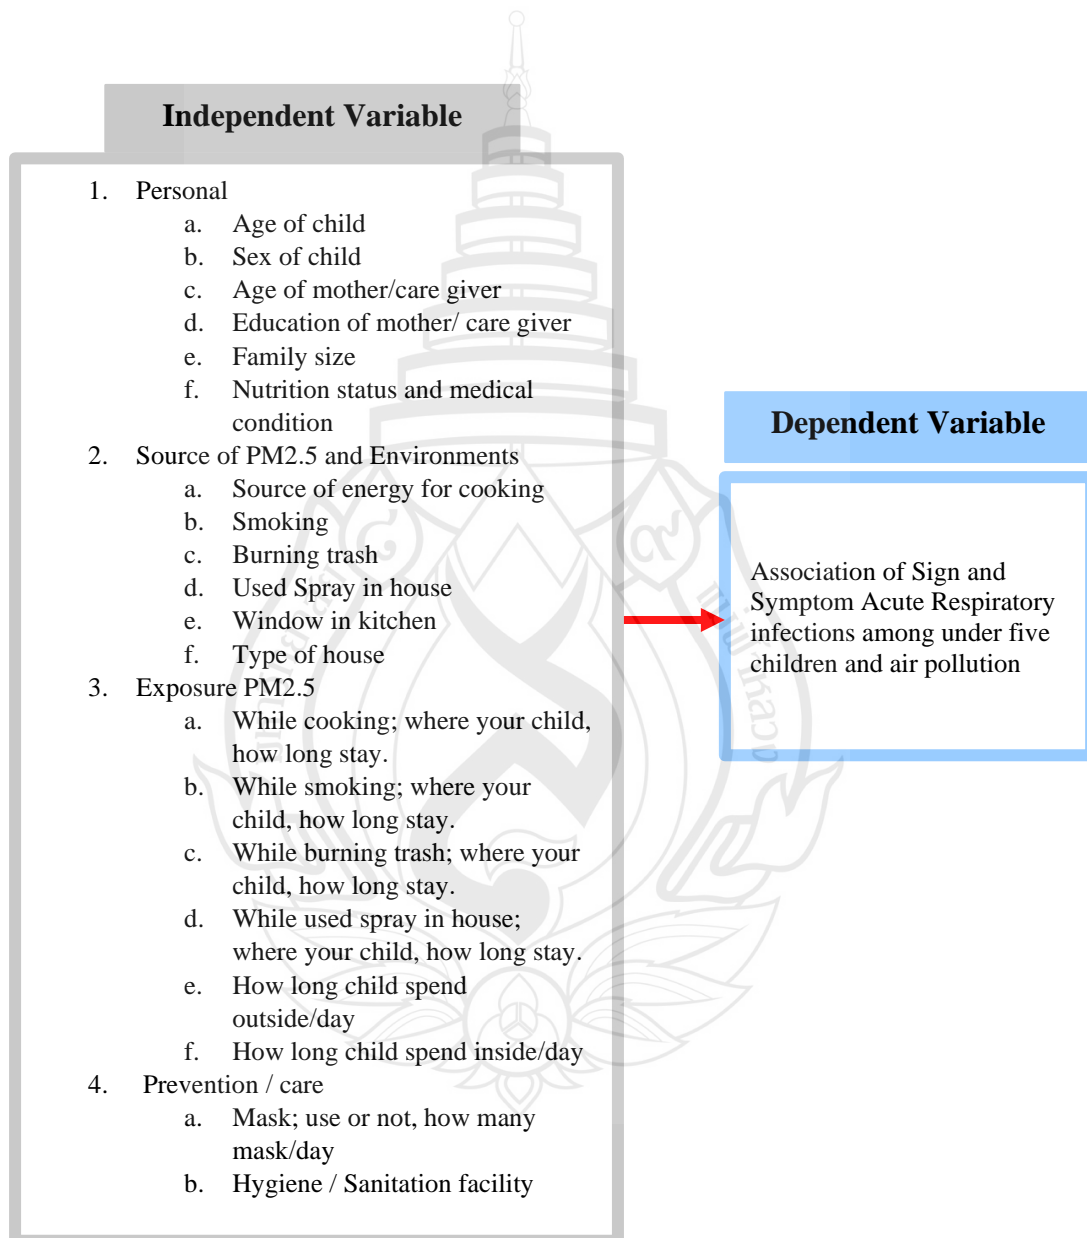 Independent Variable
1. Personal
a. Age of child
b. Sex of child
c. Age of mother/care giver
d. Education of mother/ care giver
e. Family size
f. Nutrition status and medical
condition
2. Source of PM2.5 and Environments
a. Source of energy for cooking
b. Smoking
c. Burning trash
d. Used Spray in house
e. Window in kitchen
f. Type of house
3. Exposure PM2.5
a. While cooking; where your child,
how long stay.
b. While smoking; where your
child, how long stay.
c. While burning trash; where your
child, how long stay.
d. While used spray in house;
where your child, how long stay.
e. How long child spend
outside/day
f. How long child spend inside/day
4. Prevention / care
a. Mask; use or not, how many
mask/day
b. Hygiene / Sanitation facility
Dependent Variable
Association of Sign and
Symptom Acute Respiratory
infections among under five
children and air pollution